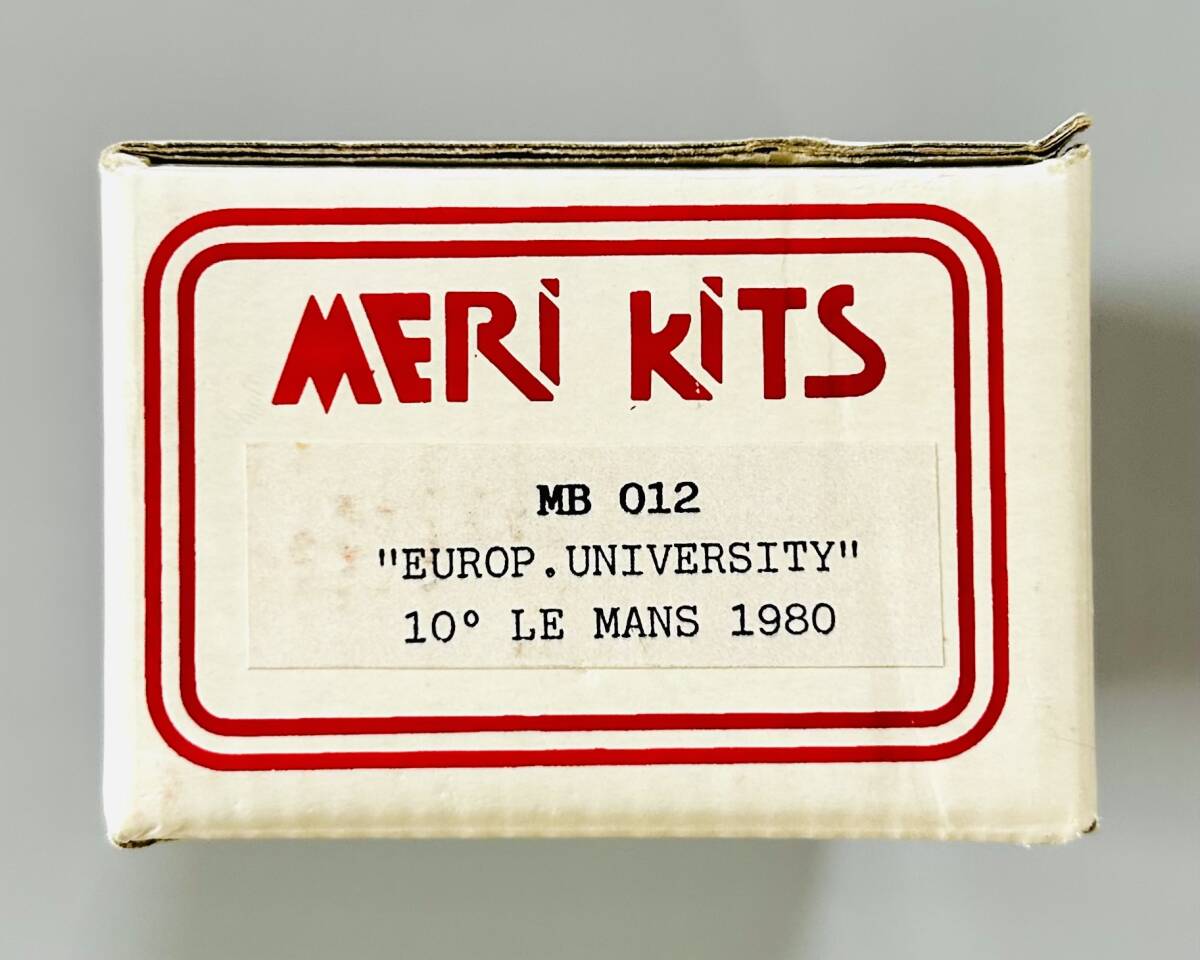 MERI KITS
MB 012
"EUROP.UNIVERSITY"
10° LE MANS 1980